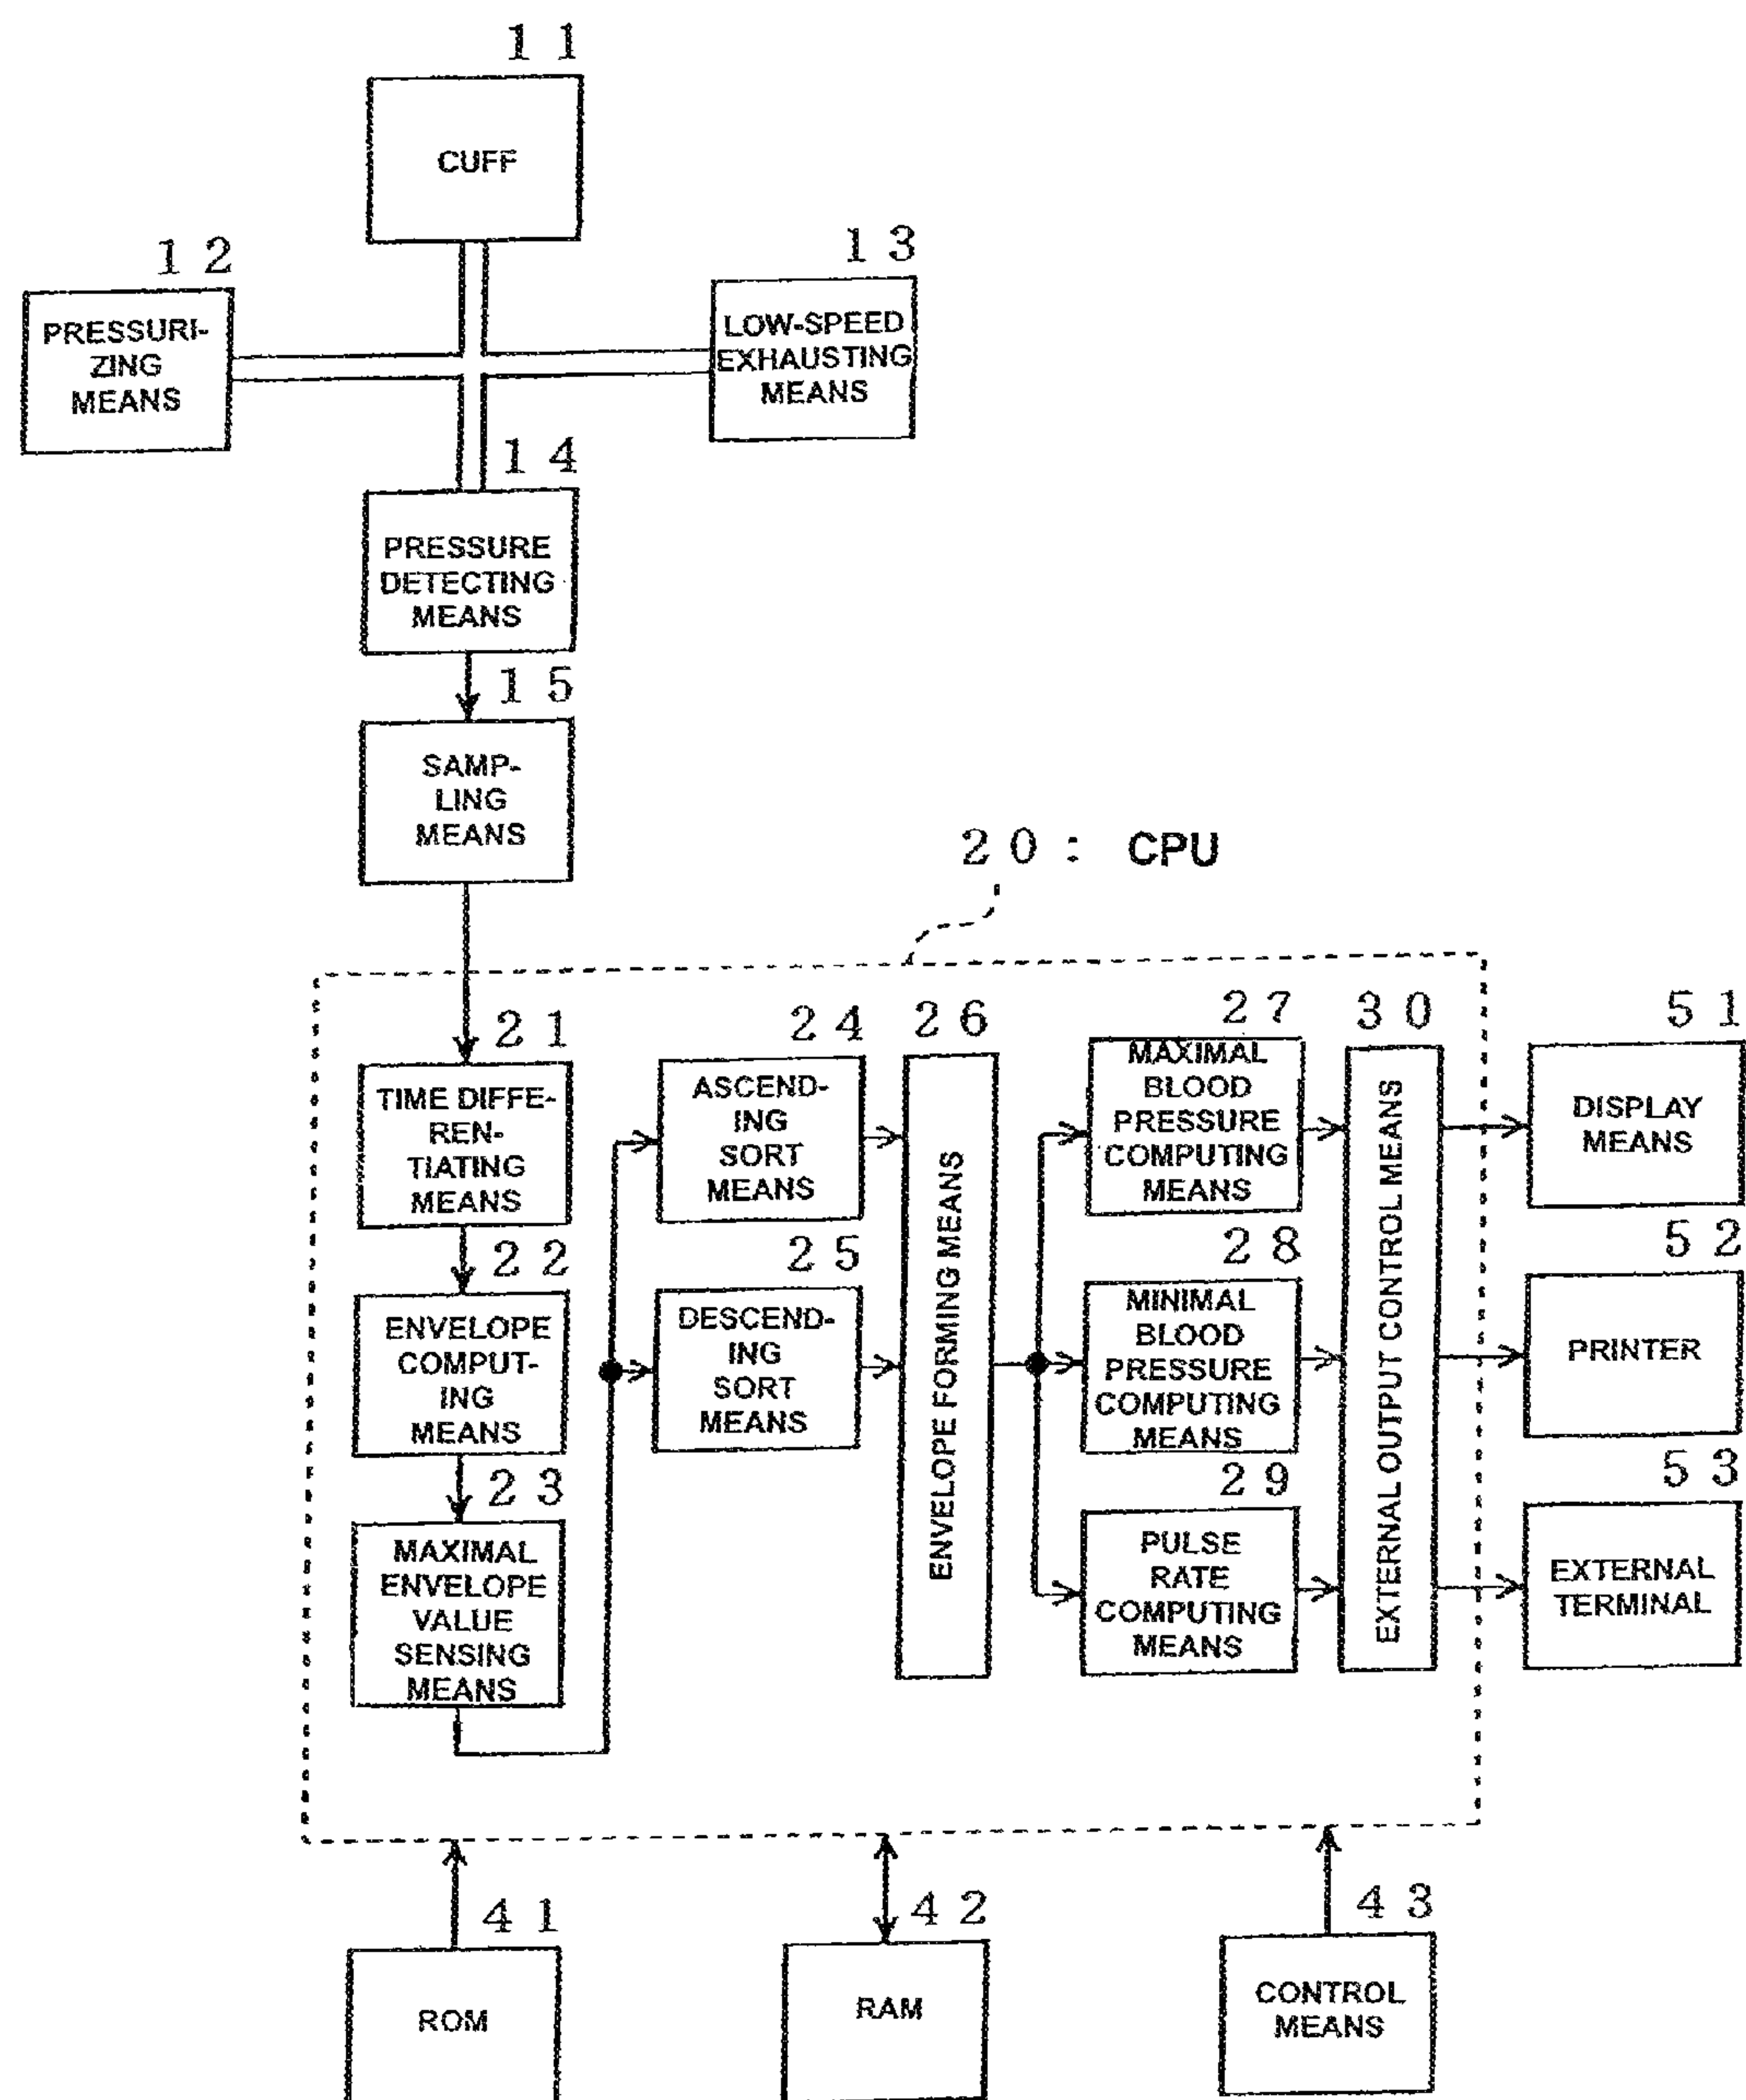 11
CUFF
12
PRESSURI-
ZING
MEANS
13
LOW-SPEED
EXHAUSTING
MEANS
14
PRESSURE
DETECTING
MEANS
15
SAMP-
LING
MEANS
20: CPU
21
TIME DIFFE-
REN-
TIATING
MEANS
22
ENVELOPE
COMPUT-
ING
MEANS
23
MAXIMAL
ENVELOPE
VALUE
SENSING
MEANS
24
ASCEND-
ING
SORT
MEANS
25
DESCEND-
ING
SORT
MEANS
26
ENVELOPE FORMING MEANS
27
MAXIMAL
BLOOD
PRESSURE
COMPUTING
MEANS
28
MINIMAL
BLOOD
PRESSURE
COMPUTING
MEANS
29
PULSE
RATE
COMPUTING
MEANS
30
EXTERNAL OUTPUT CONTROL MEANS
51
DISPLAY
MEANS
52
PRINTER
53
EXTERNAL
TERMINAL
41
ROM
42
RAM
43
CONTROL
MEANS